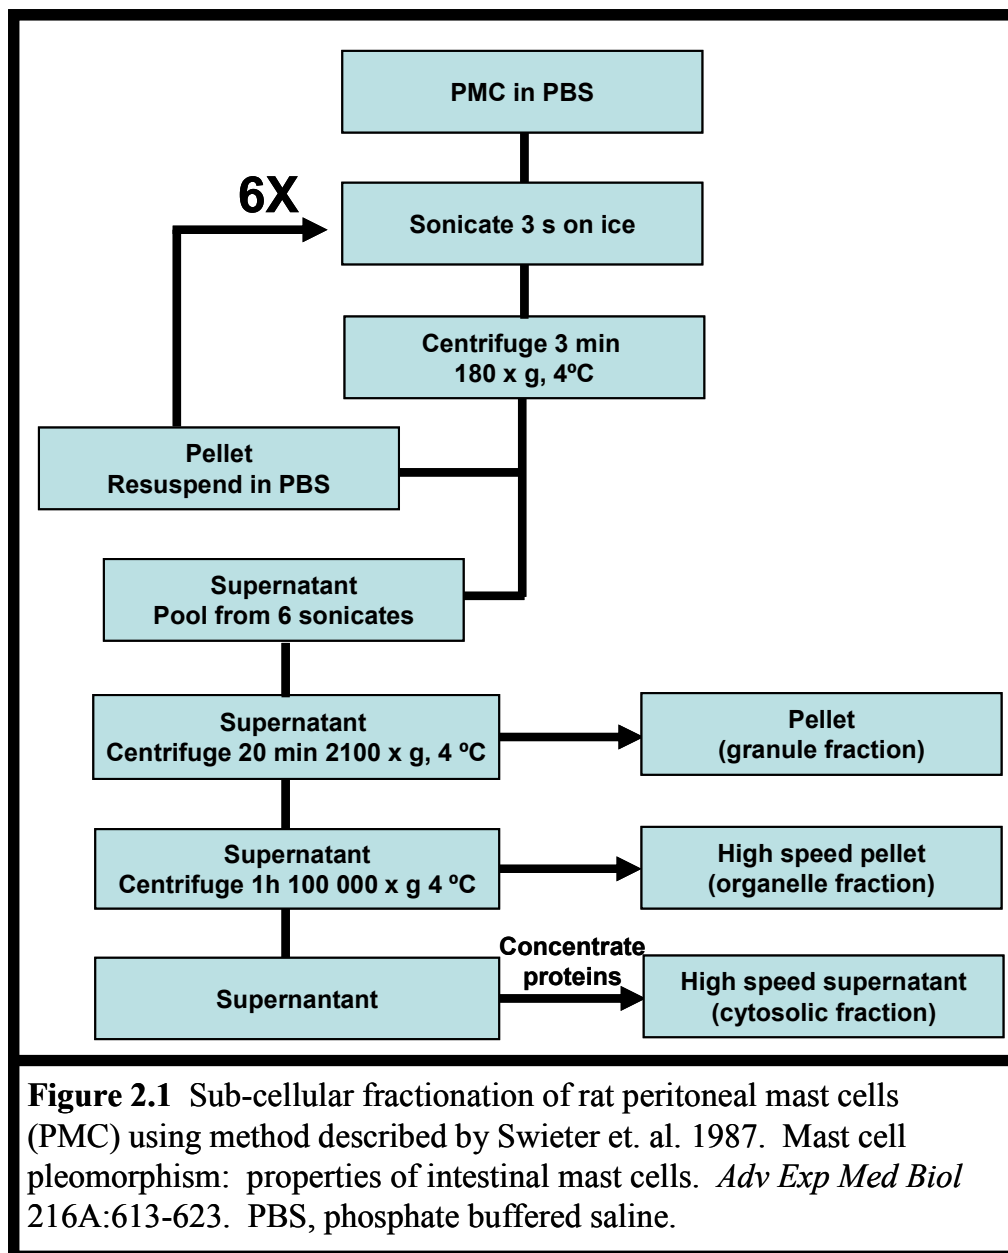 PMC in PBS
6X
Sonicate 3 s on ice
Centrifuge 3 min
180 x g, 4ºC
Pellet
Resuspend in PBS
Supernatant
Pool from 6 sonicates
Supernatant
Centrifuge 20 min 2100 x g, 4 ºC
Pellet
(granule fraction)
Supernatant
Centrifuge 1h 100 000 x g 4 ºC
High speed pellet
(organelle fraction)
Supernantant
Concentrate
proteins
High speed supernatant
(cytosolic fraction)
Figure 2.1 Sub-cellular fractionation of rat peritoneal mast cells
(PMC) using method described by Swieter et. al. 1987. Mast cell
pleomorphism: properties of intestinal mast cells. Adv Exp Med Biol
216A:613-623. PBS, phosphate buffered saline.